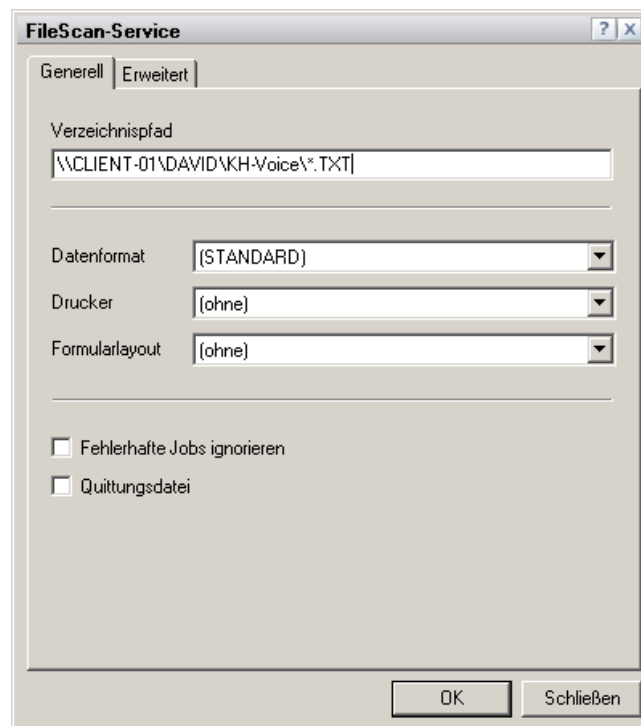 FileScan-Service
Generell Erweitert
Verzeichnispfad
\\CLIENT-01\DAVID\KH-Voice\*.TXT
Datenformat (STANDARD)
Drucker (ohne)
Formularlayout (ohne)
Fehlerhafte Jobs ignorieren
Quittungsdatei
OK Schließen